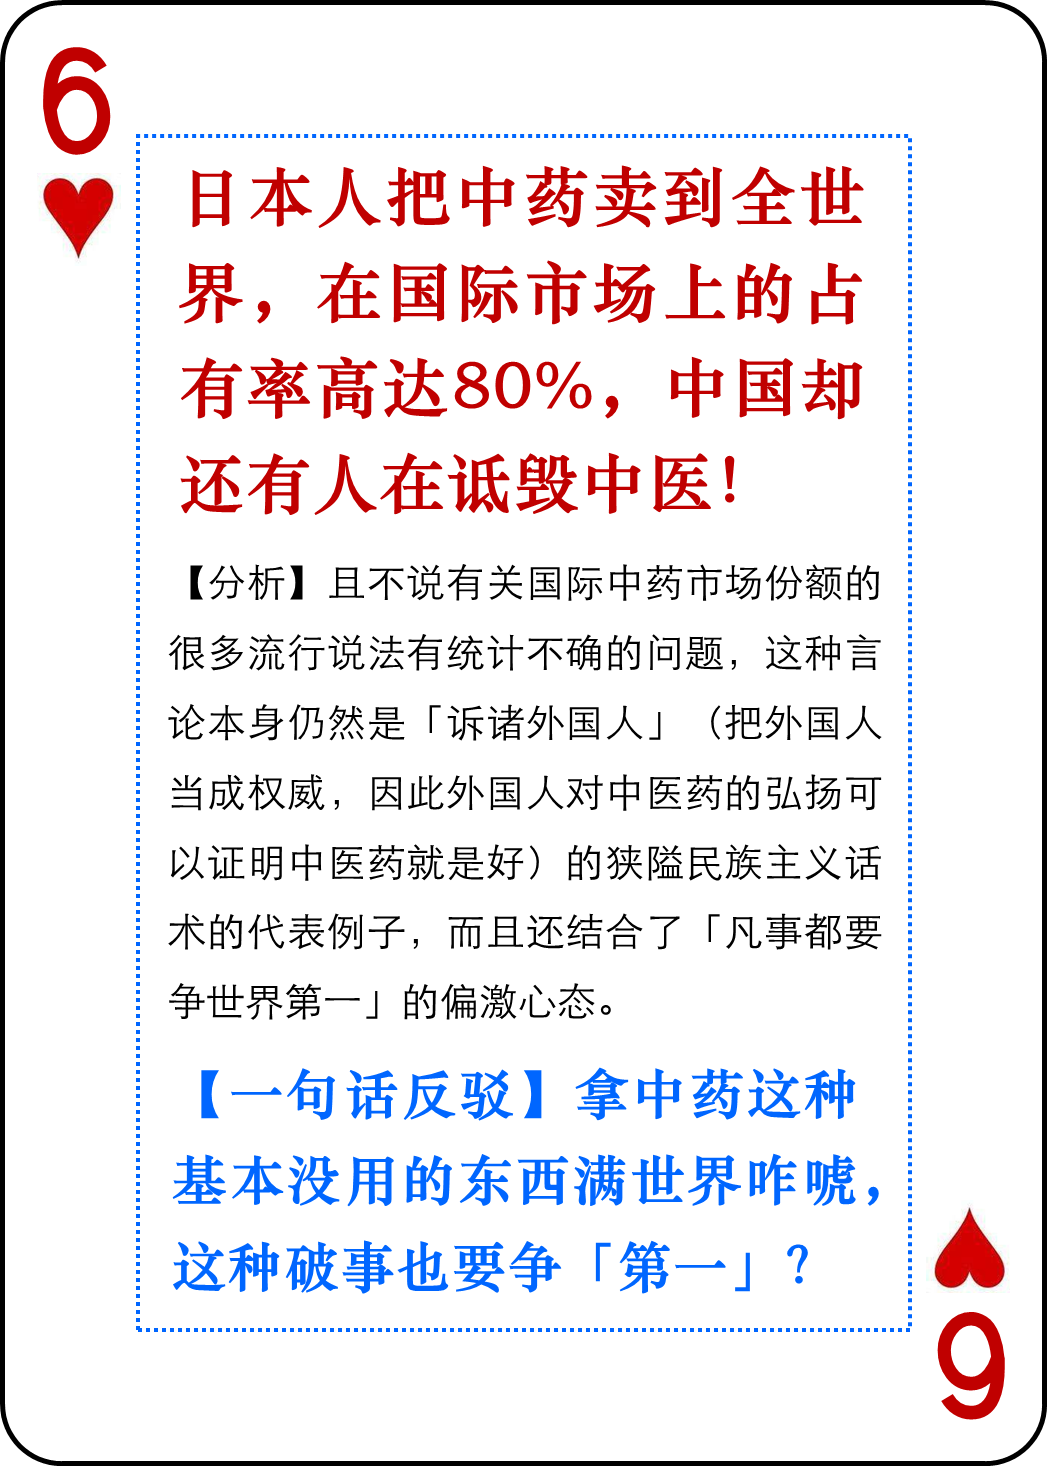 6
日本人把中药卖到全世
界，在国际市场上的占
有率高达80%，中国却
还有人在诋毁中医！
【分析】且不说有关国际中药市场份额的
很多流行说法有统计不确的问题，这种言
论本身仍然是「诉诸外国人」（把外国人
当成权威，因此外国人对中医药的弘扬可
以证明中医药就是好）的狭隘民族主义话
术的代表例子，而且还结合了「凡事都要
争世界第一」的偏激心态。
【一句话反驳】拿中药这种
基本没用的东西满世界咋唬，
这种破事也要争「第一」？
6